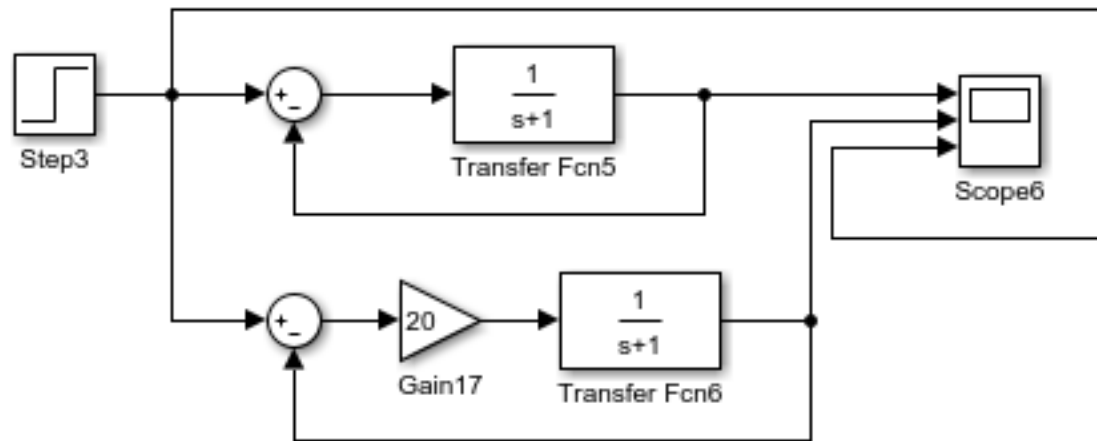 Step3
+
-
1
s+1
Transfer Fcn5
Scope6
+
-
20
Gain17
1
s+1
Transfer Fcn6